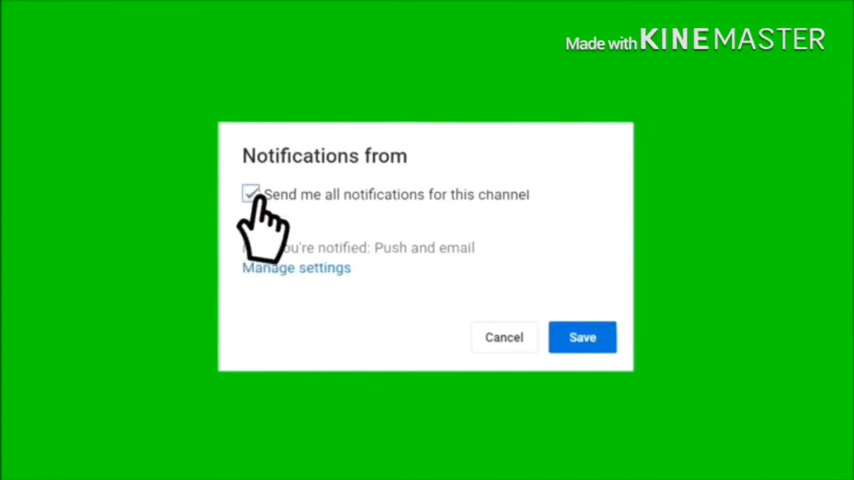 Made with KINEMASTER
Notifications from
Send me all notifications for this channel
you're notified: Push and email
Manage settings
Cancel
Save